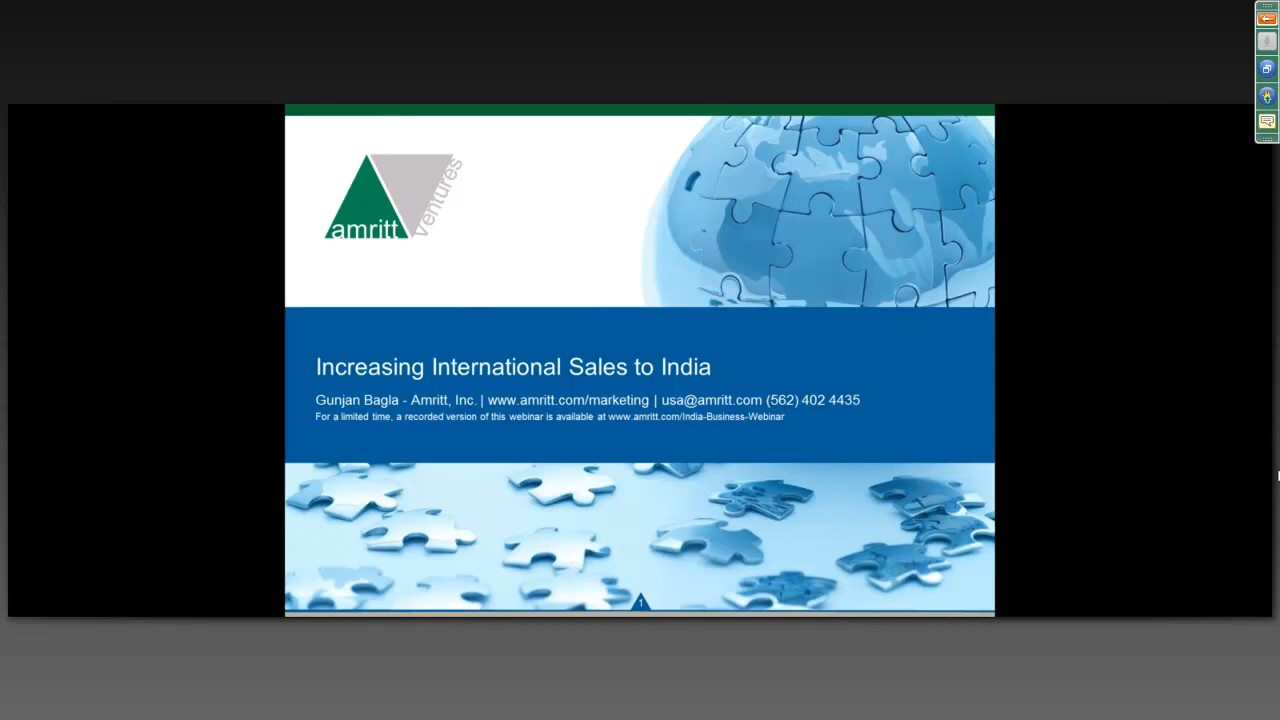 amritt
ventures
Increasing International Sales to India
Gunjan Bagla - Amritt, Inc. | www.amritt.com/marketing | usa@amritt.com (562) 402 4435
For a limited time, a recorded version of this webinar is available at www.amritt.com/India-Business-Webinar
1